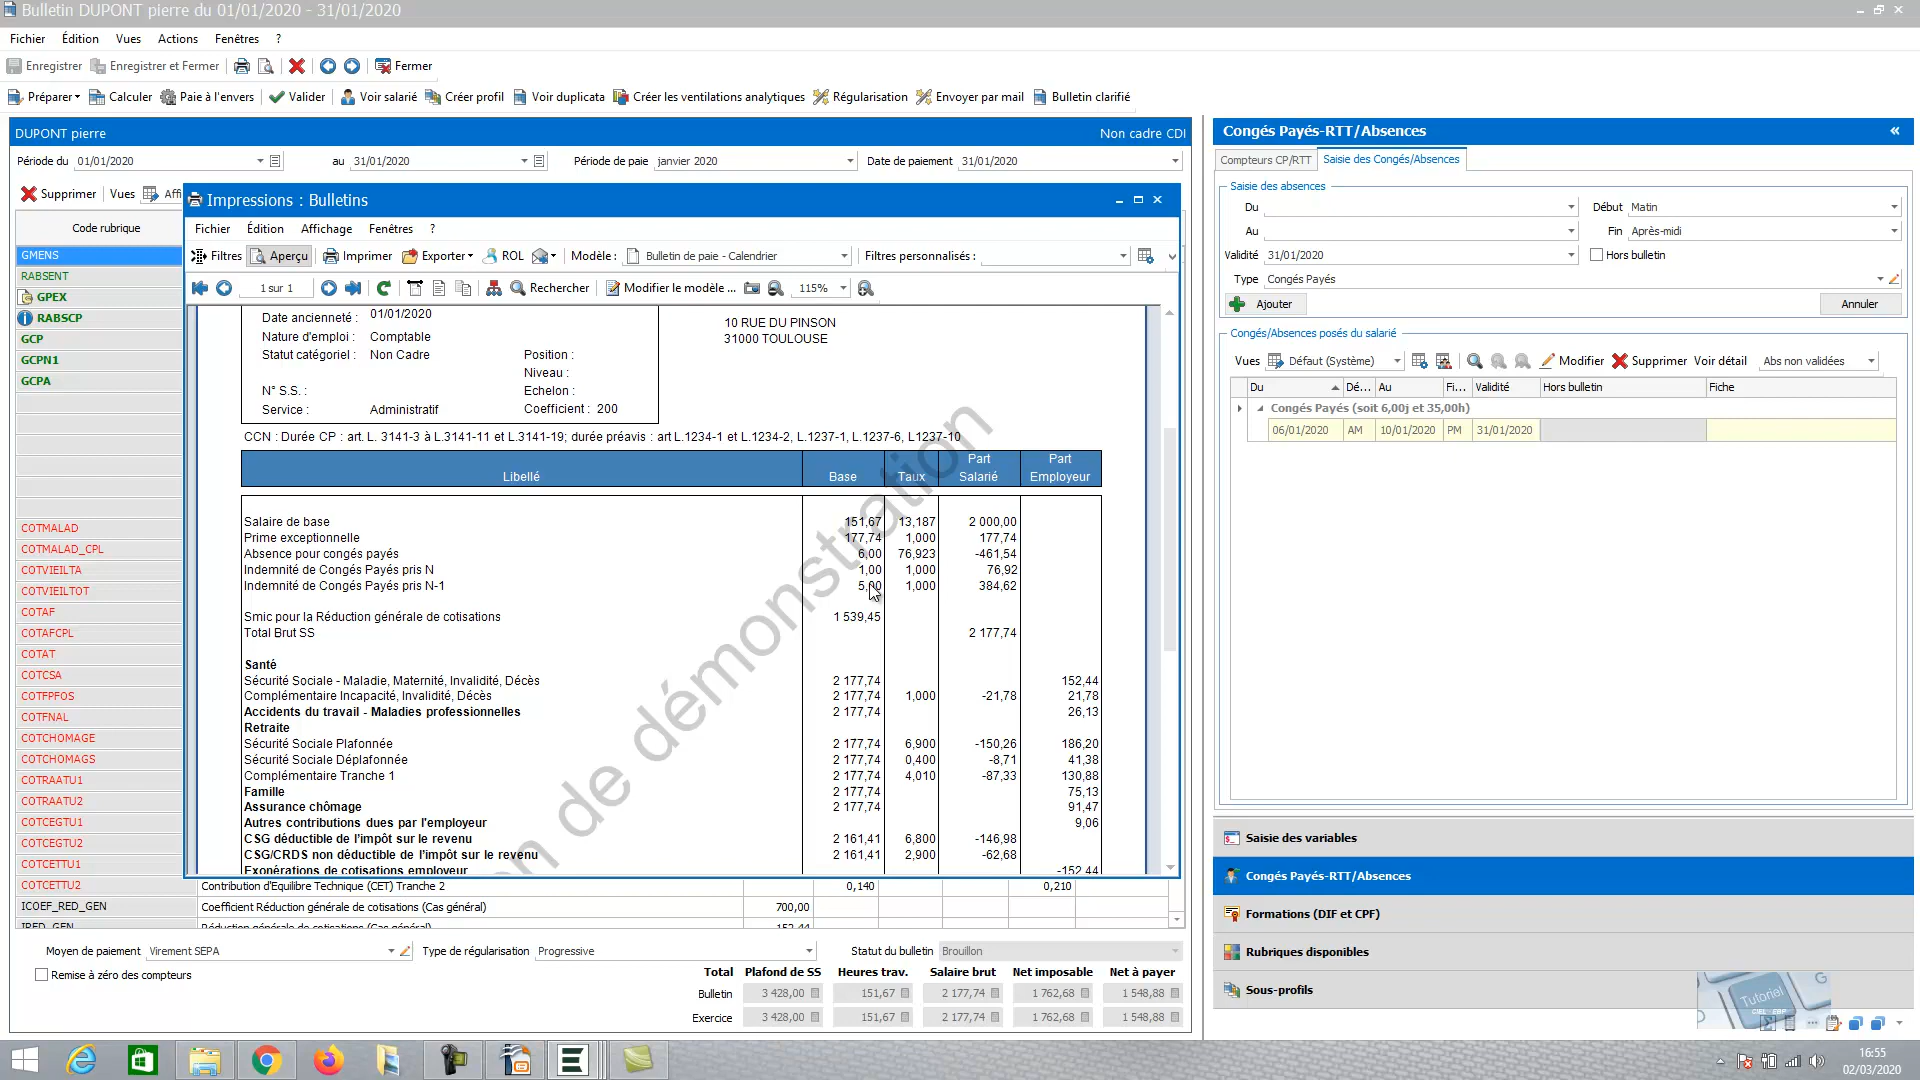 Bulletin DUPONT pierre du 01/01/2020 - 31/01/2020
Fichier Édition Vues Actions Fenêtres ?
Enregistrer Enregistrer et Fermer Fermer
Préparer Calculer Paie à l'envers Valider Voir salarié Créer profil Voir duplicata Créer les ventilations analytiques Régularisation Envoyer par mail Bulletin clarifié
DUPONT pierre Non cadre CDI
Période du 01/01/2020 au 31/01/2020 Période de paie janvier 2020 Date de paiement 31/01/2020
Supprimer Vues
Code rubrique
GMENS
RABSENT
GPEX
RABSCP
GCP
GCPN1
GCPA
COTMALAD
COTMALAD_CPL
COTVIEILTA
COTVIEILTOT
COTAF
COTAFCPL
COTAT
COTCSA
COTFPFOS
COTFNAL
COTCHOMAGE
COTCHOMAGS
COTRAATU1
COTRAATU2
COTCEGTU1
COTCEGTU2
COTCETTU1
COTCETTU2
Impressions : Bulletins
Fichier Édition Affichage Fenêtres ?
Filtres Aperçu Imprimer Exporter ROL Modèle : Bulletin de paie - Calendrier Filtres personnalisés :
1 sur 1 Rechercher Modifier le modèle ... 115%
Date ancienneté : 01/01/2020
Nature d'emploi : Comptable
Statut catégoriel : Non Cadre Position :
Niveau :
N° S.S. : Echelon :
Service : Administratif Coefficient : 200
10 RUE DU PINSON
31000 TOULOUSE
CCN : Durée CP : art. L. 3141-3 à L.3141-11 et L.3141-19; durée préavis : art L.1234-1 et L.1234-2, L.1237-1, L.1237-6, L1237-10
Libellé Base Taux Part Salarié Part Employeur
Salaire de base 151,67 13,187 2 000,00
Prime exceptionnelle 177,74 1,000 177,74
Absence pour congés payés 6,00 76,923 -461,54
Indemnité de Congés Payés pris N 1,00 1,000 76,92
Indemnité de Congés Payés pris N-1 5,00 1,000 384,62
Smic pour la Réduction générale de cotisations 1 539,45
Total Brut SS 2 177,74
Santé
Sécurité Sociale - Maladie, Maternité, Invalidité, Décès 2 177,74 152,44
Complémentaire Incapacité, Invalidité, Décès 2 177,74 1,000 -21,78 21,78
Accidents du travail - Maladies professionnelles 2 177,74 26,13
Retraite
Sécurité Sociale Plafonnée 2 177,74 6,900 -150,26 186,20
Sécurité Sociale Déplafonnée 2 177,74 0,400 -8,71 41,38
Complémentaire Tranche 1 2 177,74 4,010 -87,33 130,88
Famille 2 177,74 75,13
Assurance chômage 2 177,74 91,47
Autres contributions dues par l'employeur 9,06
CSG déductible de l'impôt sur le revenu 2 161,41 6,800 -146,98
CSG/CRDS non déductible de l'impôt sur le revenu 2 161,41 2,900 -62,68
Exonérations de cotisations employeur -152,44
de démonstration
Contribution d'Equilibre Technique (CET) Tranche 2 0,140 0,210
ICOEF_RED_GEN Coefficient Réduction générale de cotisations (Cas général) 700,00
IRED_GEN Réduction générale de cotisations (Cas général) 152,44
Moyen de paiement Virement SEPA Type de régularisation Progressive Statut du bulletin Brouillon
Remise à zéro des compteurs
Total Plafond de SS Heures trav. Salaire brut Net imposable Net à payer
Bulletin 3 428,00 151,67 2 177,74 1 762,68 1 548,88
Exercice 3 428,00 151,67 2 177,74 1 762,68 1 548,88
Congés Payés-RTT/Absences
Compteurs CP/RTT Saisie des Congés/Absences
Saisie des absences
Du Début Matin
Au Fin Après-midi
Validité 31/01/2020 Hors bulletin
Type Congés Payés
Ajouter Annuler
Congés/Absences posés du salarié
Vues Défaut (Système) Modifier Supprimer Voir détail Abs non validées
Du Dé... Au Fi... Validité Hors bulletin Fiche
Congés Payés (soit 6,00j et 35,00h)
06/01/2020 AM 10/01/2020 PM 31/01/2020
Saisie des variables
Congés Payés-RTT/Absences
Formations (DIF et CPF)
Rubriques disponibles
Sous-profils
Tutoriel
CIEL EBP
16:55
02/03/2020